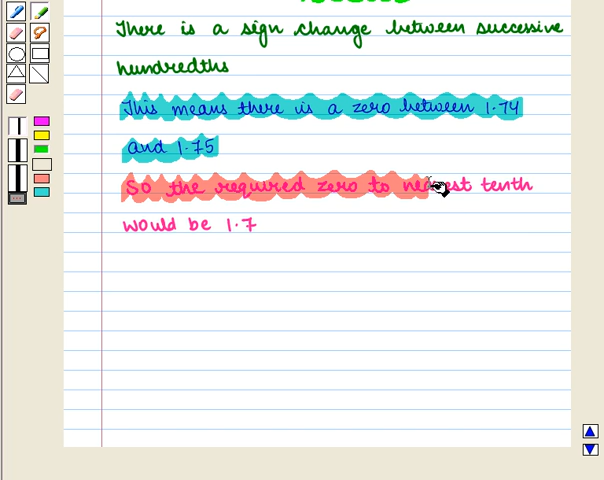 There is a sign change between successive
hundredths
This means there is a zero between 1.74
and 1.75
So the required zero to nearest tenth
would be 1.7